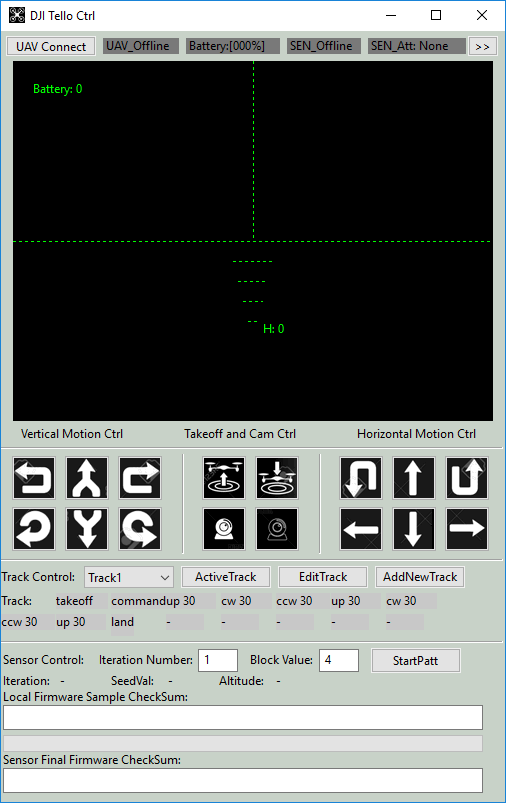 DJI Tello Ctrl
UAV Connect UAV_Offline Battery:[000%] SEN_Offline SEN_Att: None >>
Battery: 0
H: 0
Vertical Motion Ctrl Takeoff and Cam Ctrl Horizontal Motion Ctrl
Track Control: Track1 ActiveTrack EditTrack AddNewTrack
Track: takeoff command up 30 cw 30 ccw 30 up 30 cw 30
ccw 30 up 30 land - - - - -
Sensor Control: Iteration Number: 1 Block Value: 4 StartPatt
Iteration: - SeedVal: - Altitude: -
Local Firmware Sample CheckSum:
Sensor Final Firmware CheckSum: